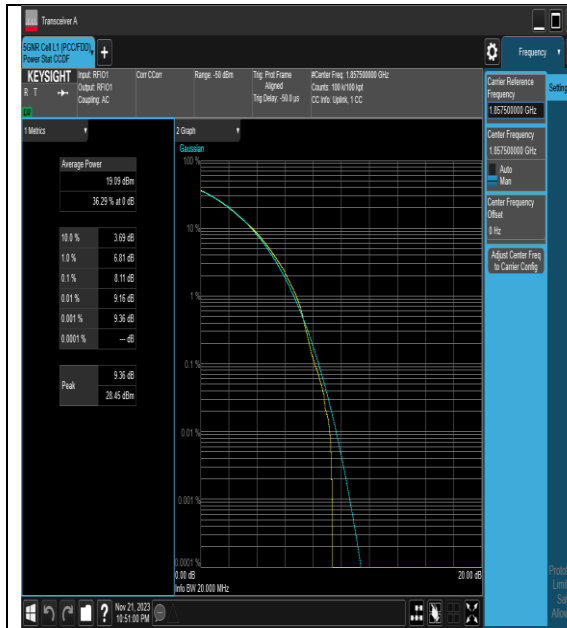 Transceiver A
5GNR Cell L1 (PCC/FDD)
Power Stat CCDF
+
Frequency
KEYSIGHT
R T
LV
Input: RFIO1
Output: RFIO1
Coupling: AC
Corr CCorr
Range: -50 dBm
Trig: Prot Frame
Aligned
Trig Delay: -50.0 µs
#Center Freq: 1.857500000 GHz
Counts: 100 k/100 kpt
CC Info: Uplink, 1 CC
1 Metrics
Average Power
19.09 dBm
36.29 % at 0 dB
10.0 % 3.69 dB
1.0 % 6.81 dB
0.1 % 8.11 dB
0.01 % 9.16 dB
0.001 % 9.36 dB
0.0001 % --- dB
Peak
9.36 dB
28.45 dBm
2 Graph
Gaussian
100 %
10 %
1 %
0.1 %
0.01 %
0.001 %
0.0001 %
0.00 dB
20.00 dB
Info BW 20.000 MHz
Carrier Reference
Frequency
1.857500000 GHz
Center Frequency
1.857500000 GHz
Auto
Man
Center Frequency
Offset
0 Hz
Adjust Center Freq
to Carrier Config
Setting
?
Nov 21, 2023
10:51:00 PM